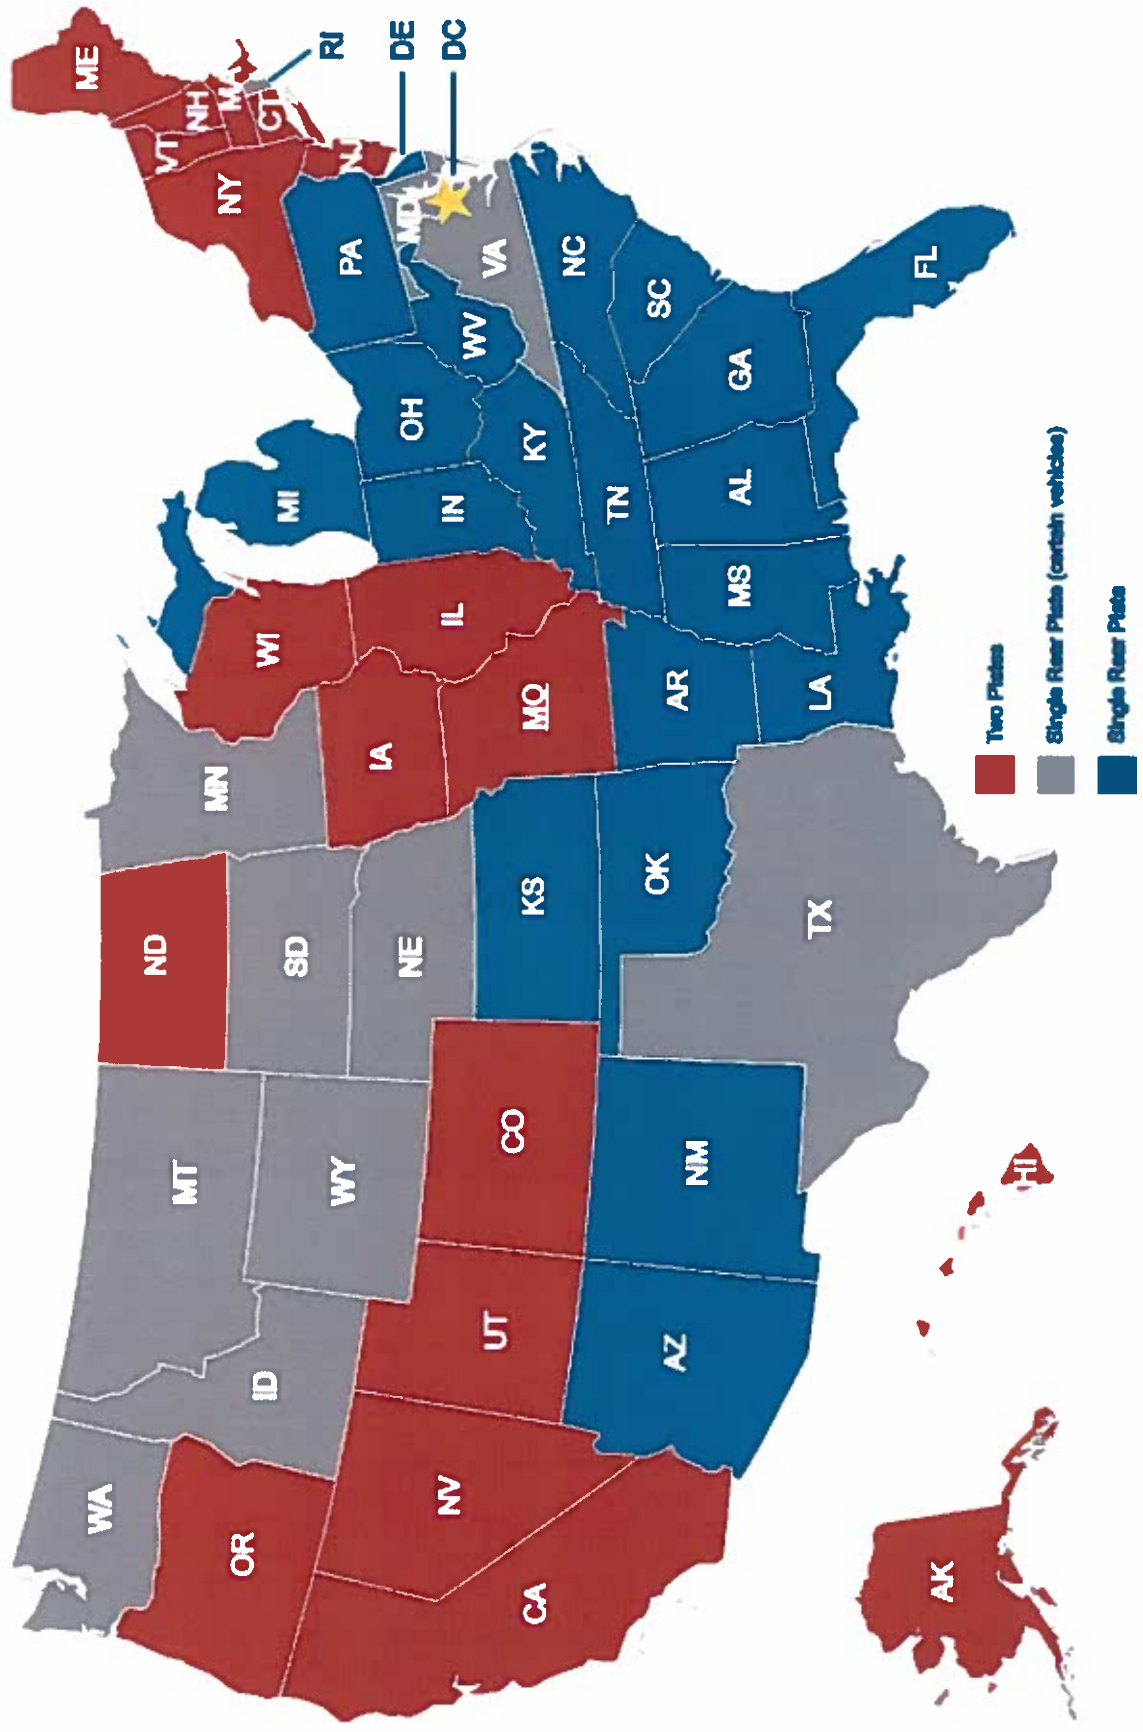 WA
OR
CA
NV
ID
MT
WY
UT
AZ
CO
NM
ND
SD
NE
KS
OK
TX
MN
IA
MQ
AR
LA
WI
IL
MS
MI
IN
KY
TN
AL
OH
WV
GA
FL
SC
NC
VA
MD
PA
NY
NJ
VT
NH
MA
CT
ME
RI
DE
DC
AK
HI
Two Plates
Single Rear Plate (certain vehicles)
Single Rear Plate